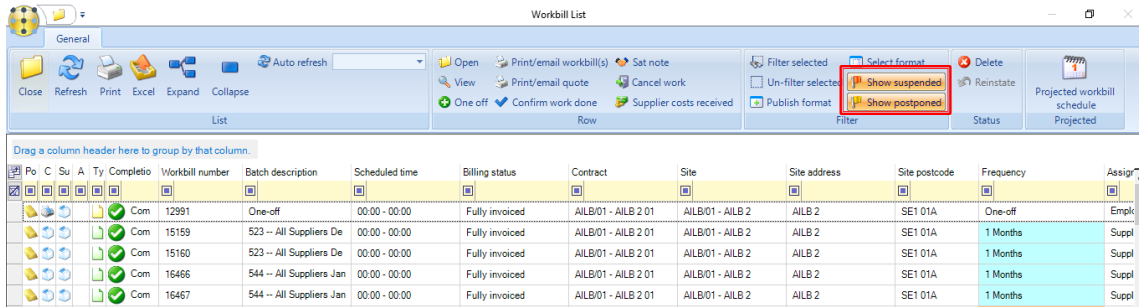 Workbill List
General
Close Refresh Print Excel Expand Collapse Auto refresh
List
Open Print/email workbill(s) Sat note
View Print/email quote Cancel work
One off Confirm work done Supplier costs received
Row
Filter selected Select format
Un-filter selected Show suspended
Publish format Show postponed
Filter
Delete
Reinstate
Status
Projected workbill
schedule
Projected
Drag a column header here to group by that column.
Po C Su A Ty Completio Workbill number Batch description Scheduled time Billing status Contract Site Site address Site postcode Frequency Assign
Com 12991 One-off 00:00 - 00:00 Fully invoiced AILB/01 - AILB 2 01 AILB/01 - AILB 2 AILB 2 SE1 01A One-off Emplo
Com 15159 523 -- All Suppliers De 00:00 - 00:00 Fully invoiced AILB/01 - AILB 2 01 AILB/01 - AILB 2 AILB 2 SE1 01A 1 Months Suppl
Com 15160 523 -- All Suppliers De 00:00 - 00:00 Fully invoiced AILB/01 - AILB 2 01 AILB/01 - AILB 2 AILB 2 SE1 01A 1 Months Suppl
Com 16466 544 -- All Suppliers Jan 00:00 - 00:00 Fully invoiced AILB/01 - AILB 2 01 AILB/01 - AILB 2 AILB 2 SE1 01A 1 Months Suppl
Com 16467 544 -- All Suppliers Jan 00:00 - 00:00 Fully invoiced AILB/01 - AILB 2 01 AILB/01 - AILB 2 AILB 2 SE1 01A 1 Months Suppl